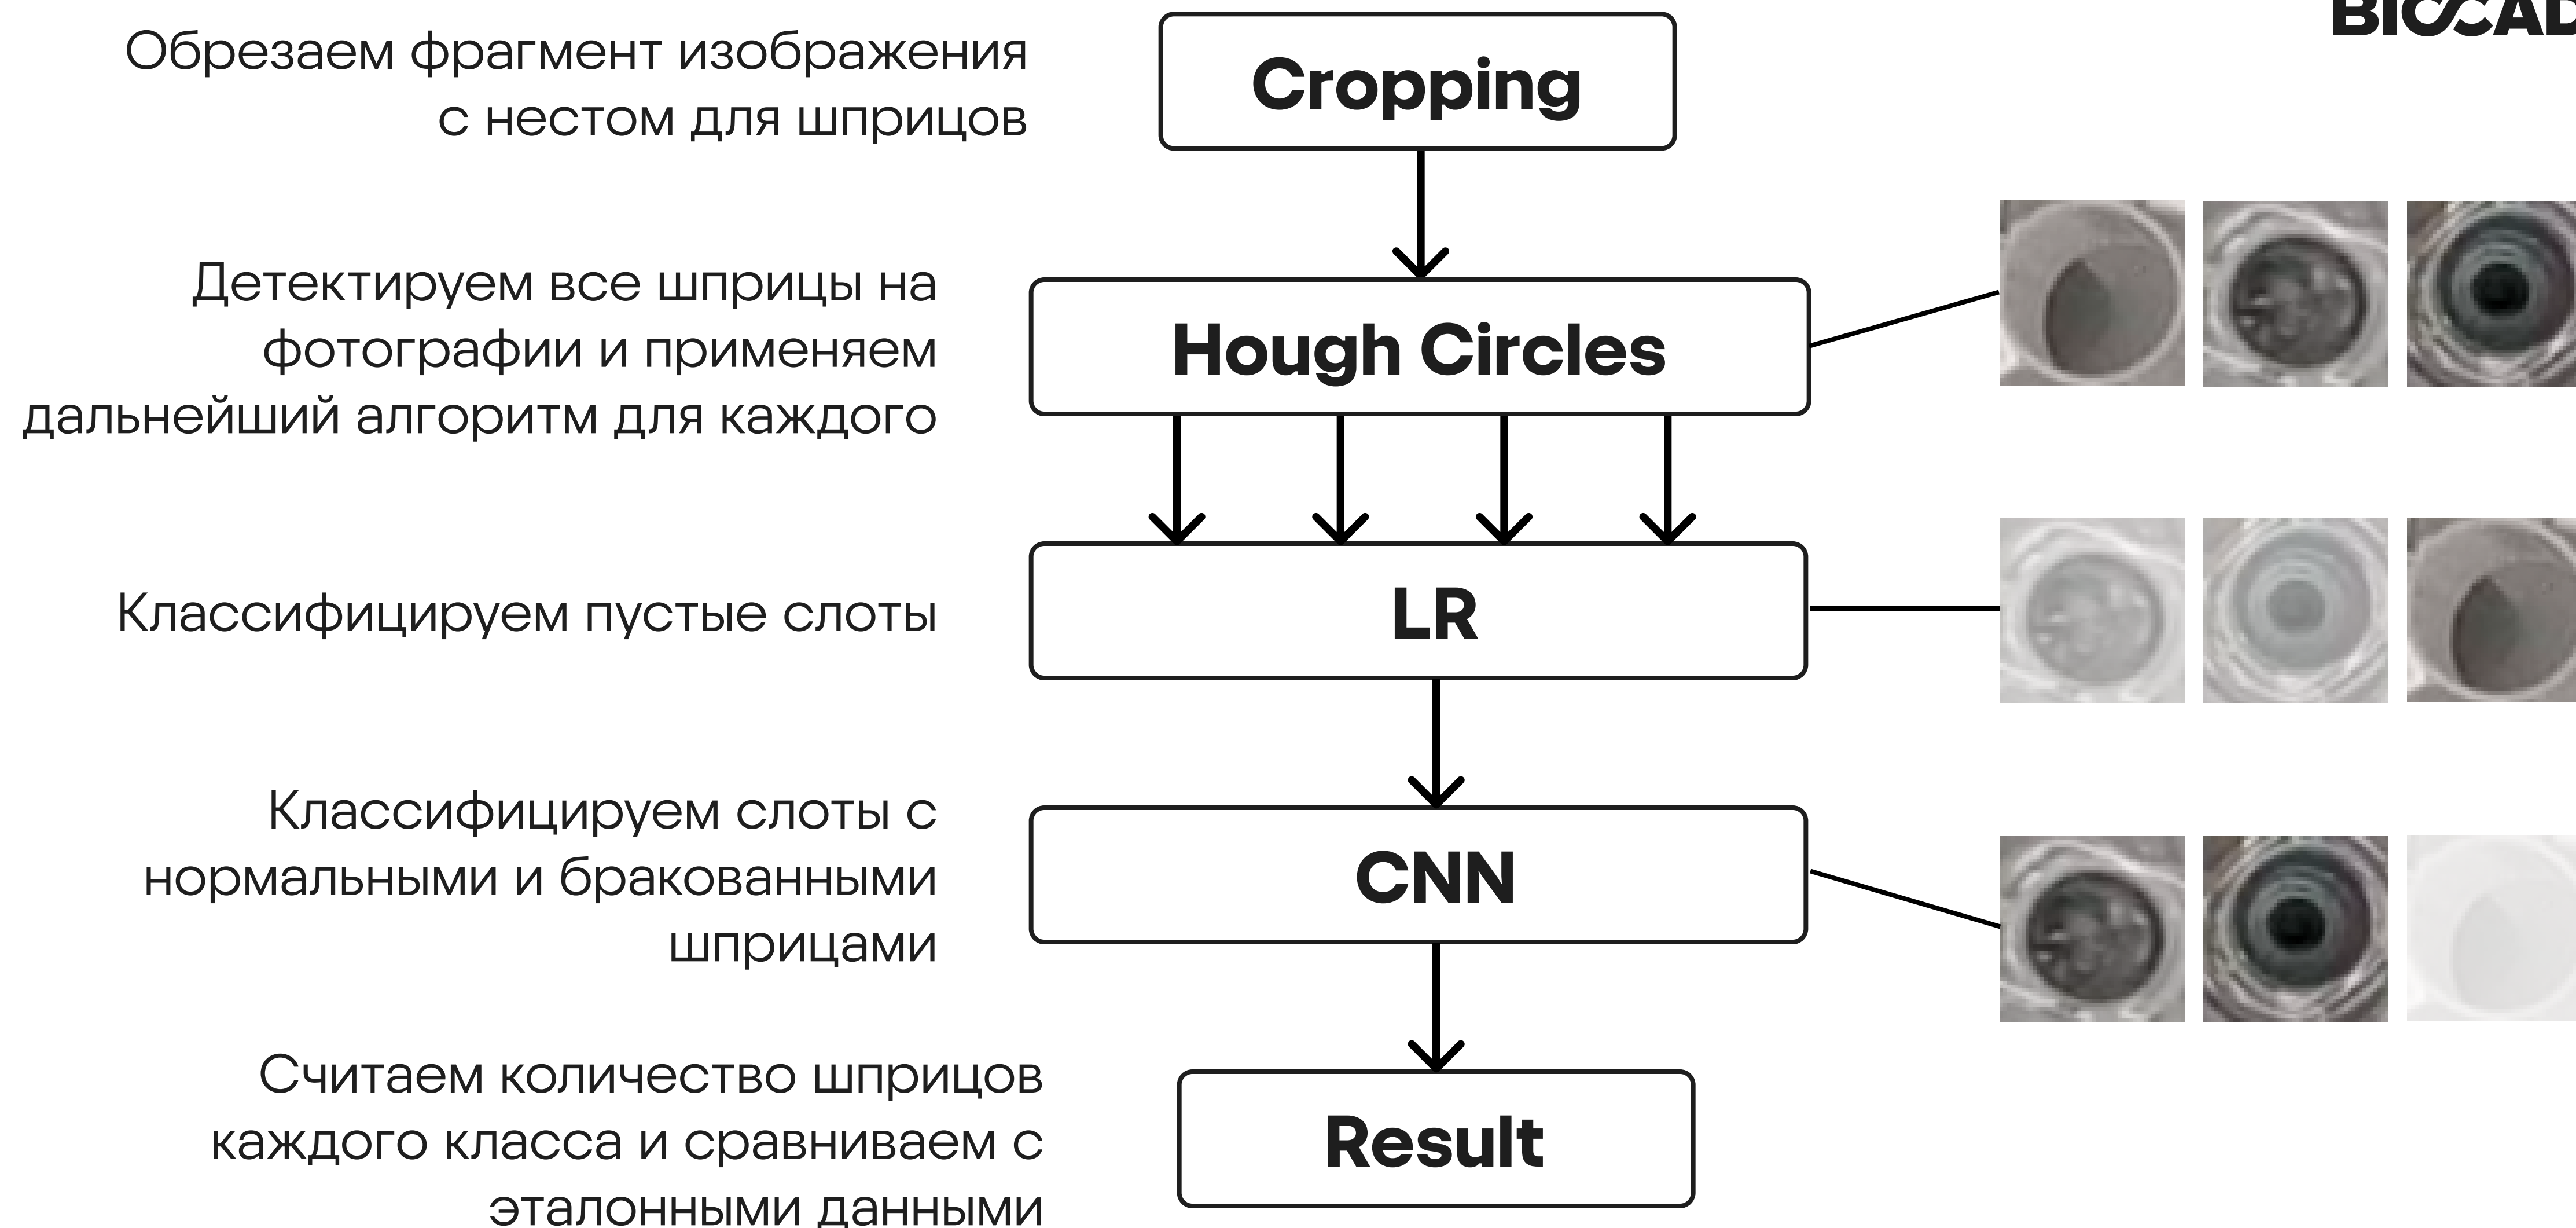 BIOCAD
Обрезаем фрагмент изображения
с нестом для шприцов
Cropping
Детектируем все шприцы на
фотографии и применяем
дальнейший алгоритм для каждого
Hough Circles
Классифицируем пустые слоты
LR
Классифицируем слоты с
нормальными и бракованными
шприцами
CNN
Считаем количество шприцов
каждого класса и сравниваем с
эталонными данными
Result